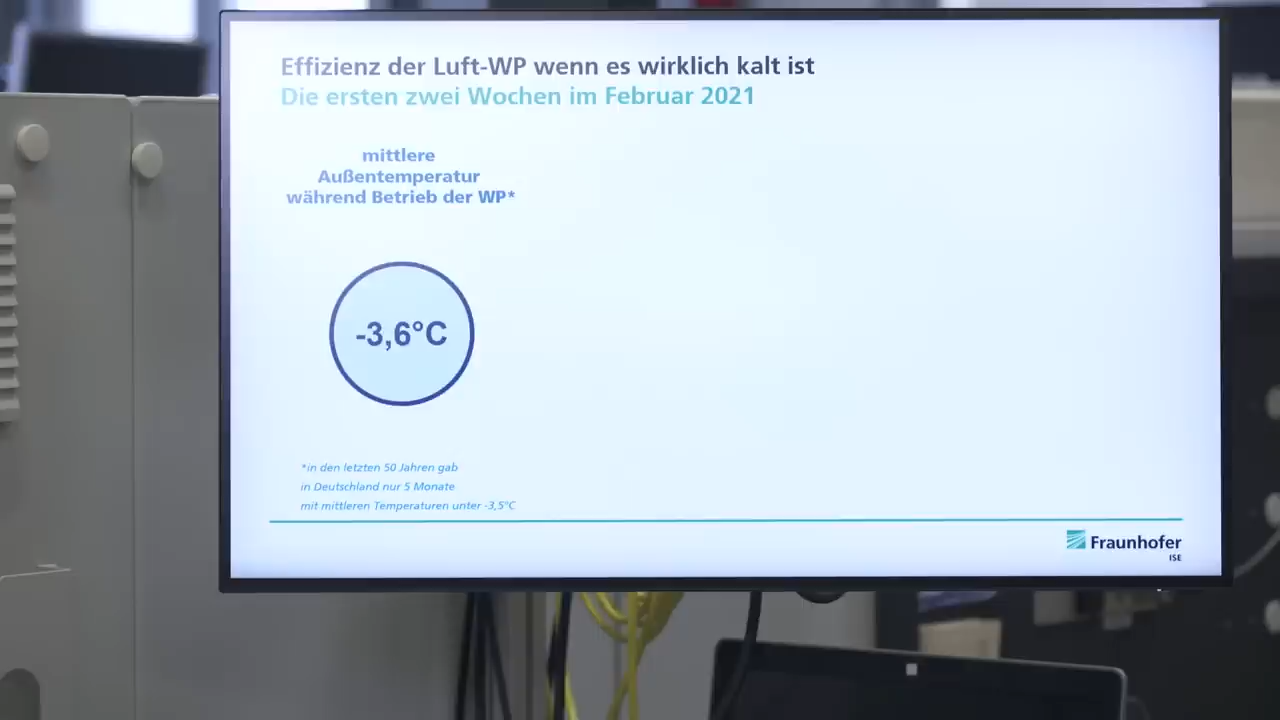 Effizienz der Luft-WP wenn es wirklich kalt ist
Die ersten zwei Wochen im Februar 2021
mittlere
Außentemperatur
während Betrieb der WP*
-3,6°C
*in den letzten 50 Jahren gab
in Deutschland nur 5 Monate
mit mittleren Temperaturen unter -3,5°C
Fraunhofer
ISE